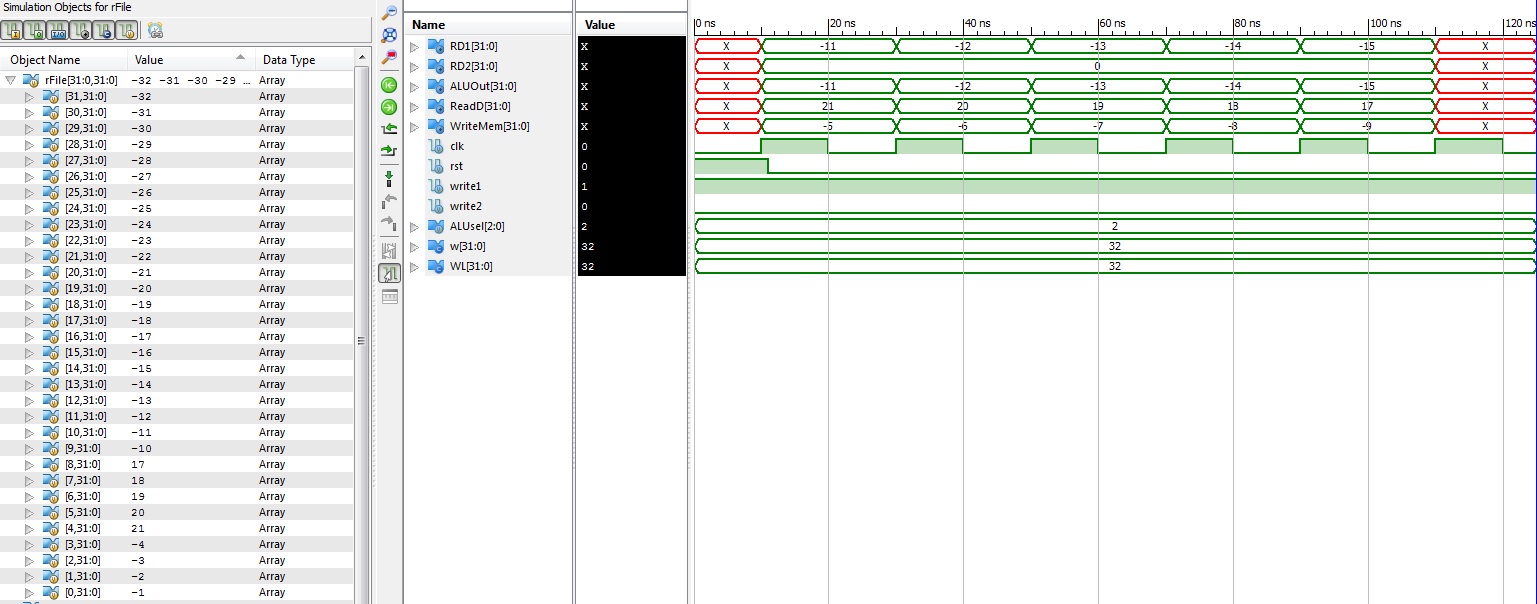 Simulation Objects for rFile
Object Name Value Data Type
rFile[31:0,31:0] -32 -31 -30 -29 ... Array
[31,31:0] -32 Array
[30,31:0] -31 Array
[29,31:0] -30 Array
[28,31:0] -29 Array
[27,31:0] -28 Array
[26,31:0] -27 Array
[25,31:0] -26 Array
[24,31:0] -25 Array
[23,31:0] -24 Array
[22,31:0] -23 Array
[21,31:0] -22 Array
[20,31:0] -21 Array
[19,31:0] -20 Array
[18,31:0] -19 Array
[17,31:0] -18 Array
[16,31:0] -17 Array
[15,31:0] -16 Array
[14,31:0] -15 Array
[13,31:0] -14 Array
[12,31:0] -13 Array
[11,31:0] -12 Array
[10,31:0] -11 Array
[9,31:0] -10 Array
[8,31:0] 17 Array
[7,31:0] 18 Array
[6,31:0] 19 Array
[5,31:0] 20 Array
[4,31:0] 21 Array
[3,31:0] -4 Array
[2,31:0] -3 Array
[1,31:0] -2 Array
[0,31:0] -1 Array
Name Value
0 ns 20 ns 40 ns 60 ns 80 ns 100 ns 120 ns
RD1[31:0] X X -11 -12 -13 -14 -15 X
RD2[31:0] X X 0 X
ALUOut[31:0] X X -11 -12 -13 -14 -15 X
ReadD[31:0] X X 21 20 19 18 17 X
WriteMem[31:0] X X -5 -6 -7 -8 -9 X
clk 0
rst 0
write1 1
write2 0
ALUsel[2:0] 2 2
w[31:0] 32 32
WL[31:0] 32 32